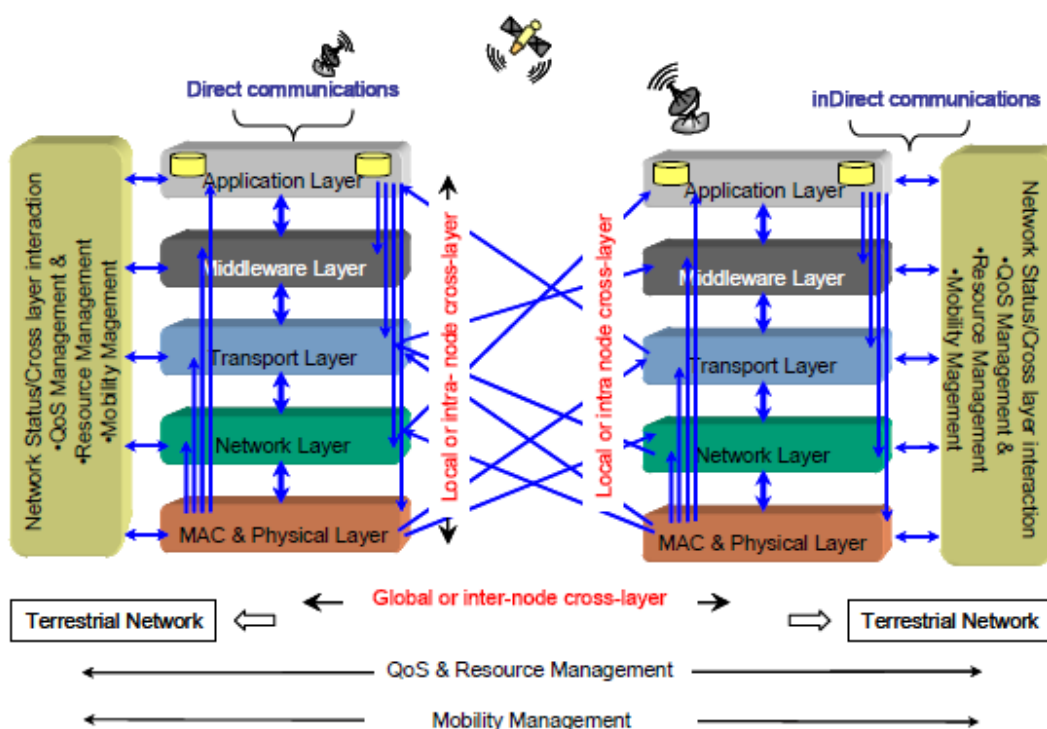 Direct communications
inDirect communications
Network Status/Cross layer interaction
•QoS Management &
•Resource Management
•Mobility Magement
Application Layer
Middleware Layer
Transport Layer
Network Layer
MAC & Physical Layer
Local or intra- node cross-layer
Local or intra node cross-layer
Application Layer
Middleware Layer
Transport Layer
Network Layer
MAC & Physical Layer
Network Status/Cross layer interaction
•QoS Management &
•Resource Management
•Mobility Magement
Global or inter-node cross-layer
Terrestrial Network
Terrestrial Network
QoS & Resource Management
Mobility Management